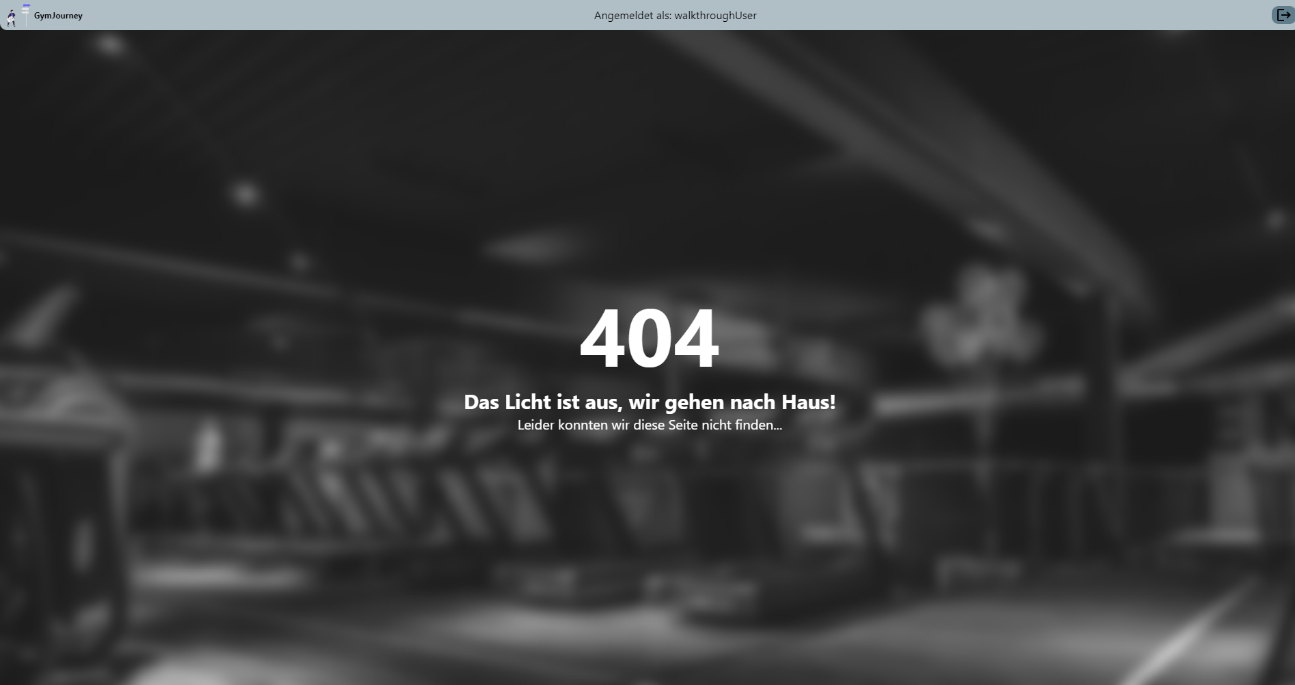 GymJourney
Angemeldet als: walkthroughUser
404
Das Licht ist aus, wir gehen nach Haus!
Leider konnten wir diese Seite nicht finden...